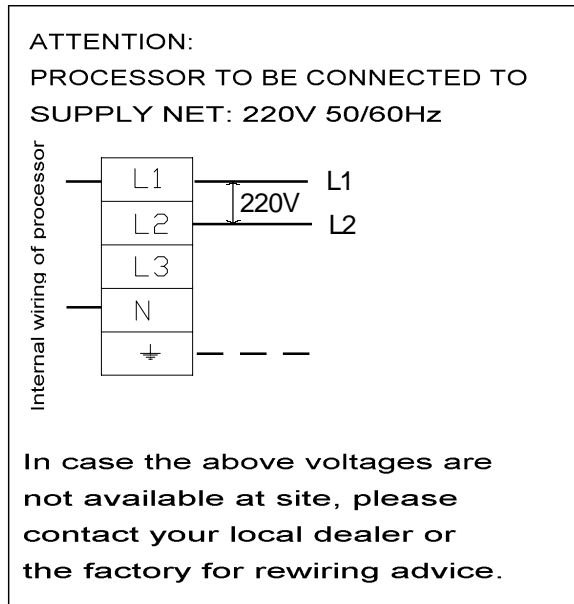 ATTENTION:
PROCESSOR TO BE CONNECTED TO
SUPPLY NET: 220V 50/60Hz
Internal wiring of processor
L1
L1
220V
L2
L2
L3
N
In case the above voltages are
not available at site, please
contact your local dealer or
the factory for rewiring advice.